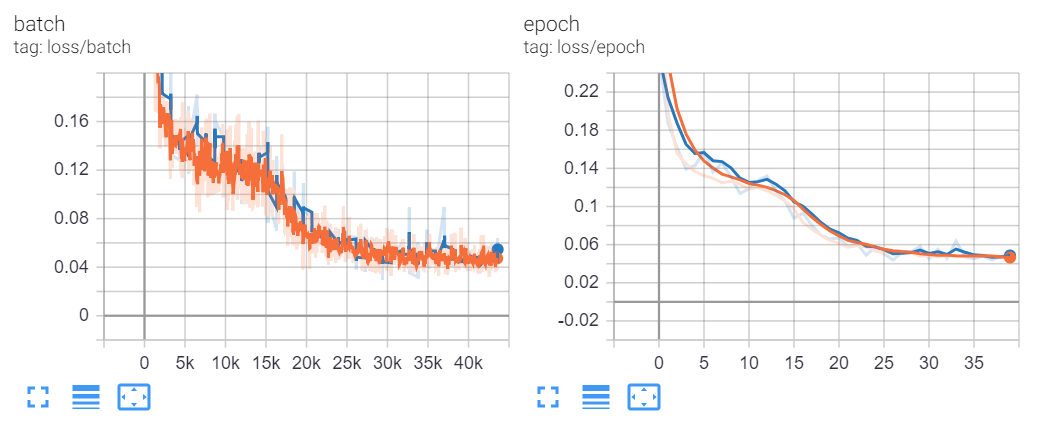 batch
tag: loss/batch
0.16
0.12
0.08
0.04
0
0 5k 10k 15k 20k 25k 30k 35k 40k
epoch
tag: loss/epoch
0.22
0.18
0.14
0.1
0.06
0.02
-0.02
0 5 10 15 20 25 30 35